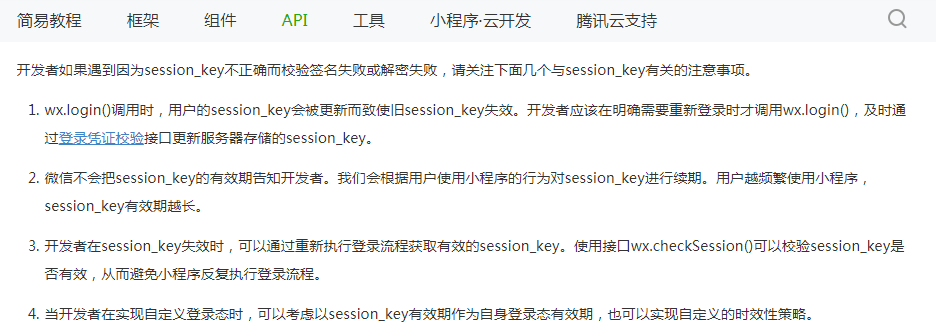 简易教程 框架 组件 API 工具 小程序·云开发 腾讯云支持
开发者如果遇到因为session_key不正确而校验签名失败或解密失败，请关注下面几个与session_key有关的注意事项。
1. wx.login()调用时，用户的session_key会被更新而致使旧session_key失效。开发者应该在明确需要重新登录时才调用wx.login()，及时通
过登录凭证校验接口更新服务器存储的session_key。
2. 微信不会把session_key的有效期告知开发者。我们会根据用户使用小程序的行为对session_key进行续期。用户越频繁使用小程序，
session_key有效期越长。
3. 开发者在session_key失效时，可以通过重新执行登录流程获取有效的session_key。使用接口wx.checkSession()可以校验session_key是
否有效，从而避免小程序反复执行登录流程。
4. 当开发者在实现自定义登录态时，可以考虑以session_key有效期作为自身登录态有效期，也可以实现自定义的时效性策略。